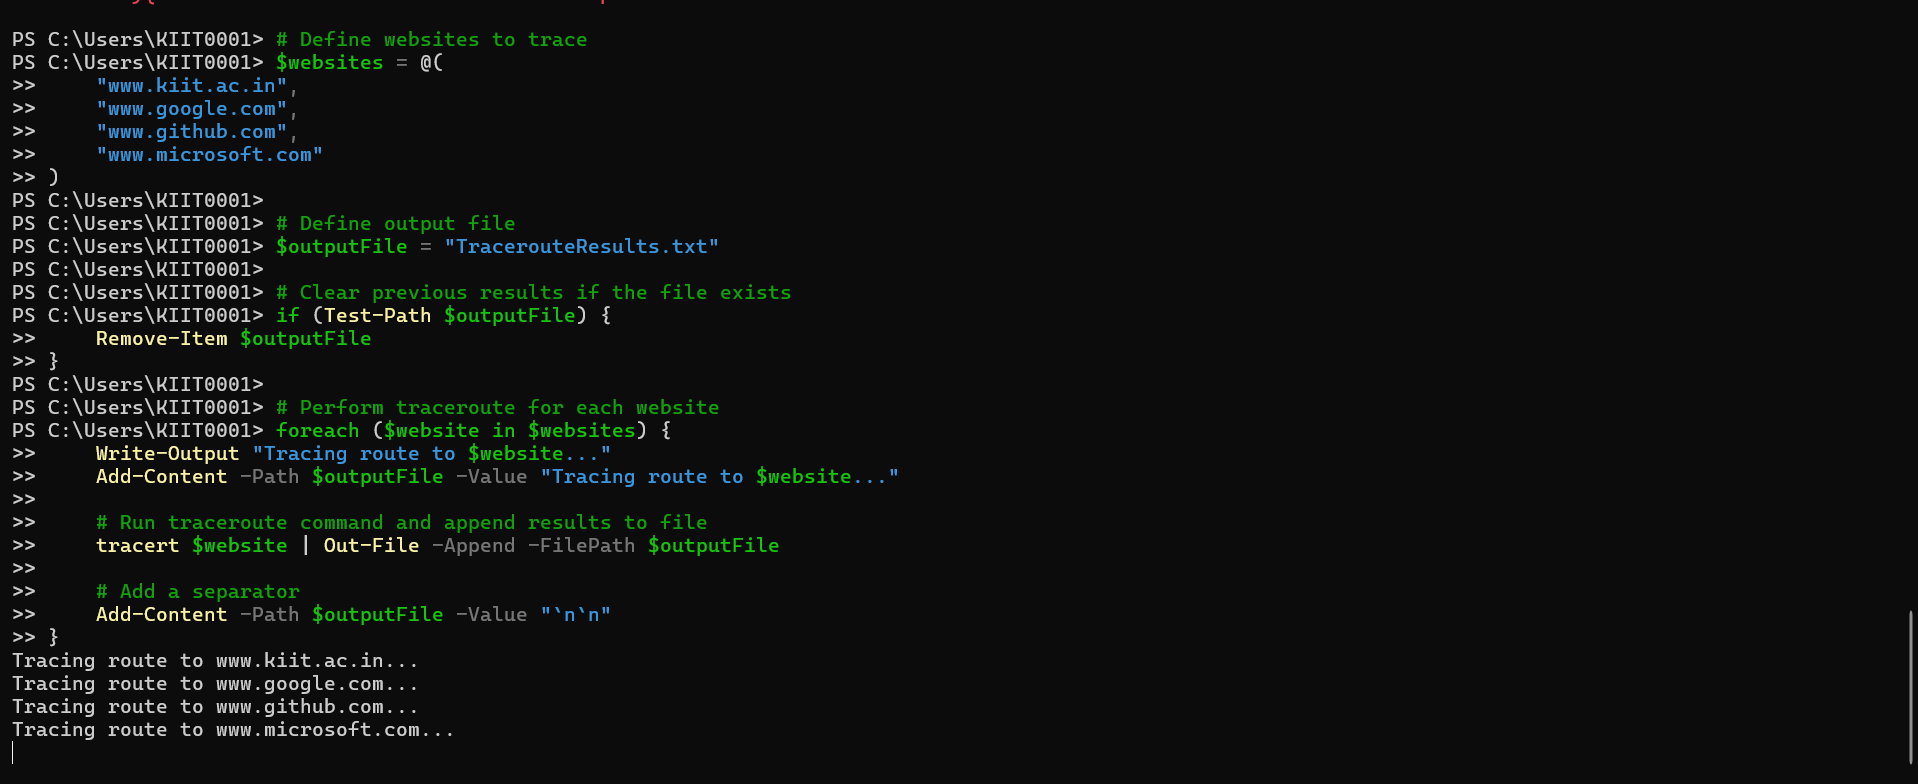 PS C:\Users\KIIT0001> # Define websites to trace
PS C:\Users\KIIT0001> $websites = @(
>>     "www.kiit.ac.in",
>>     "www.google.com",
>>     "www.github.com",
>>     "www.microsoft.com"
>> )
PS C:\Users\KIIT0001>
PS C:\Users\KIIT0001> # Define output file
PS C:\Users\KIIT0001> $outputFile = "TracerouteResults.txt"
PS C:\Users\KIIT0001>
PS C:\Users\KIIT0001> # Clear previous results if the file exists
PS C:\Users\KIIT0001> if (Test-Path $outputFile) {
>>     Remove-Item $outputFile
>> }
PS C:\Users\KIIT0001>
PS C:\Users\KIIT0001> # Perform traceroute for each website
PS C:\Users\KIIT0001> foreach ($website in $websites) {
>>     Write-Output "Tracing route to $website..."
>>     Add-Content -Path $outputFile -Value "Tracing route to $website..."
>>
>>     # Run traceroute command and append results to file
>>     tracert $website | Out-File -Append -FilePath $outputFile
>>
>>     # Add a separator
>>     Add-Content -Path $outputFile -Value "`n`n"
>> }
Tracing route to www.kiit.ac.in...
Tracing route to www.google.com...
Tracing route to www.github.com...
Tracing route to www.microsoft.com...